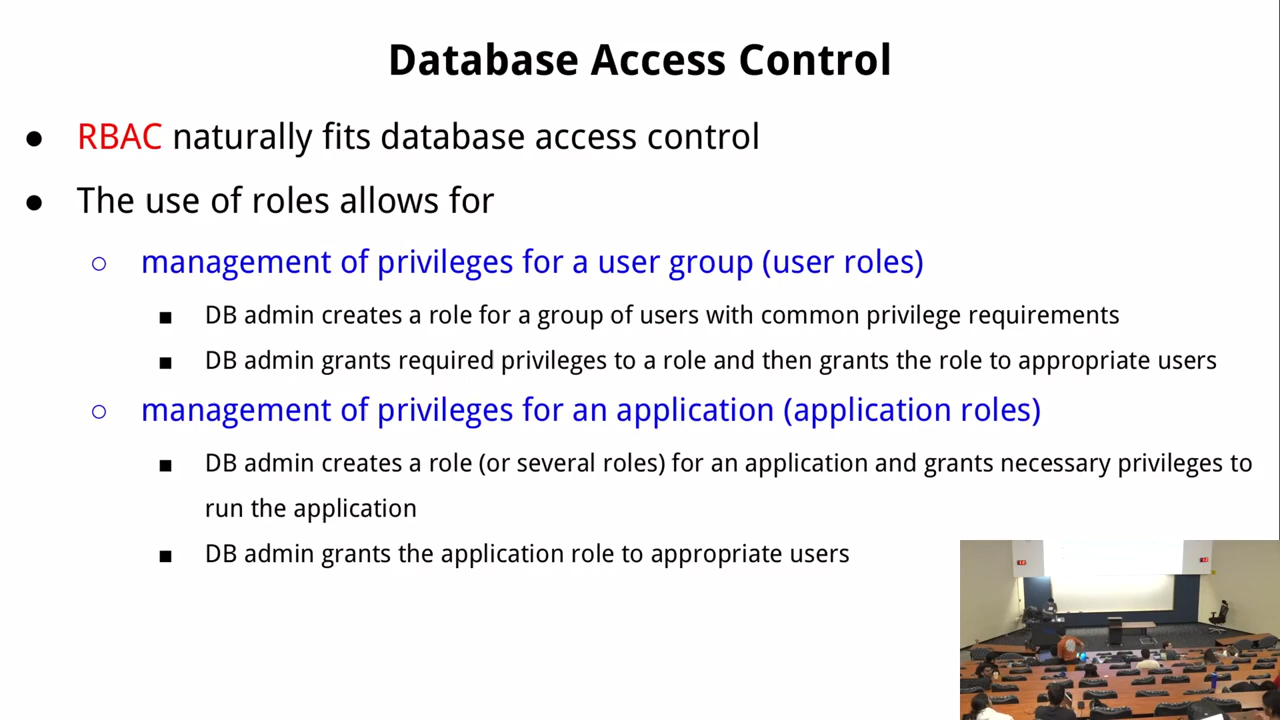 Database Access Control
● RBAC naturally fits database access control
● The use of roles allows for
○ management of privileges for a user group (user roles)
■ DB admin creates a role for a group of users with common privilege requirements
■ DB admin grants required privileges to a role and then grants the role to appropriate users
○ management of privileges for an application (application roles)
■ DB admin creates a role (or several roles) for an application and grants necessary privileges to
run the application
■ DB admin grants the application role to appropriate users